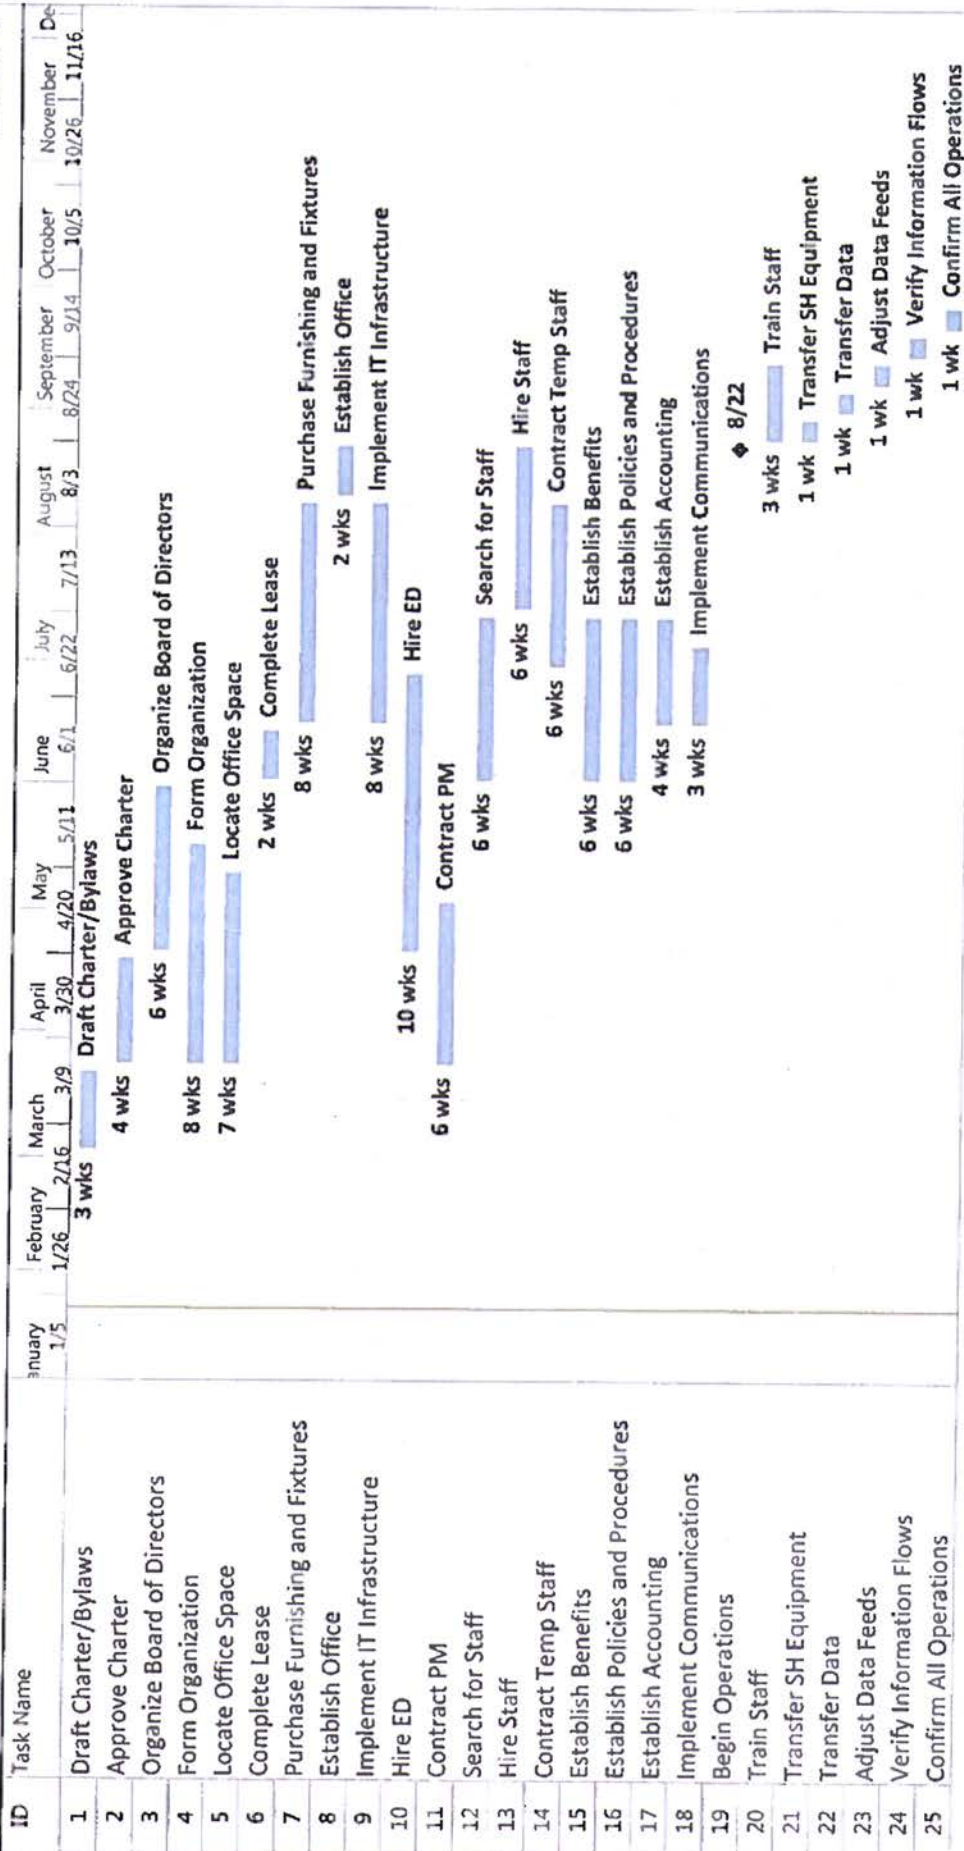 ID Task Name anuary February March April May June July August September October November De
1/5 1/26 2/16 3/9 3/30 4/20 5/11 6/1 6/22 7/13 8/3 8/24 9/14 10/5 10/26 11/16
1 Draft Charter/Bylaws 3 wks Draft Charter/Bylaws
2 Approve Charter 4 wks Approve Charter
3 Organize Board of Directors 6 wks Organize Board of Directors
4 Form Organization 8 wks Form Organization
5 Locate Office Space 7 wks Locate Office Space
6 Complete Lease 2 wks Complete Lease
7 Purchase Furnishing and Fixtures 8 wks Purchase Furnishing and Fixtures
8 Establish Office 2 wks Establish Office
9 Implement IT Infrastructure 8 wks Implement IT Infrastructure
10 Hire ED 10 wks Hire ED
11 Contract PM 6 wks Contract PM
12 Search for Staff 6 wks Search for Staff
13 Hire Staff 6 wks Hire Staff
14 Contract Temp Staff 6 wks Contract Temp Staff
15 Establish Benefits 6 wks Establish Benefits
16 Establish Policies and Procedures 6 wks Establish Policies and Procedures
17 Establish Accounting 4 wks Establish Accounting
18 Implement Communications 3 wks Implement Communications
19 Begin Operations 8/22
20 Train Staff 3 wks Train Staff
21 Transfer SH Equipment 1 wk Transfer SH Equipment
22 Transfer Data 1 wk Transfer Data
23 Adjust Data Feeds 1 wk Adjust Data Feeds
24 Verify Information Flows 1 wk Verify Information Flows
25 Confirm All Operations 1 wk Confirm All Operations